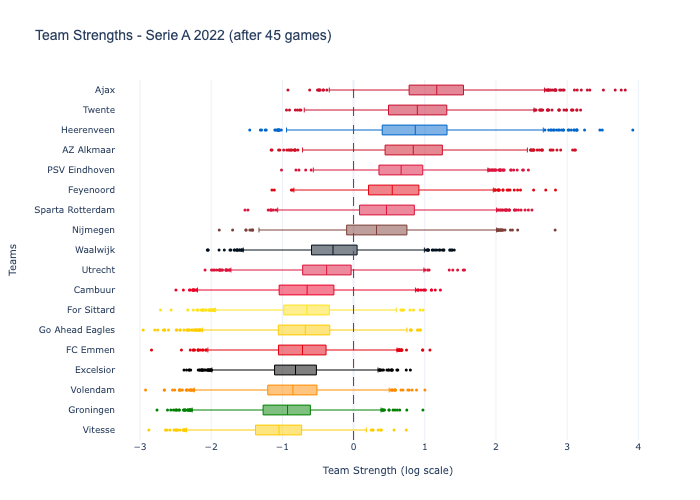 Team Strengths - Serie A 2022 (after 45 games)
Ajax
Twente
Heerenveen
AZ Alkmaar
PSV Eindhoven
Feyenoord
Sparta Rotterdam
Nijmegen
Waalwijk
Utrecht
Cambuur
For Sittard
Go Ahead Eagles
FC Emmen
Excelsior
Volendam
Groningen
Vitesse
Teams
−3 −2 −1 0 1 2 3 4
Team Strength (log scale)